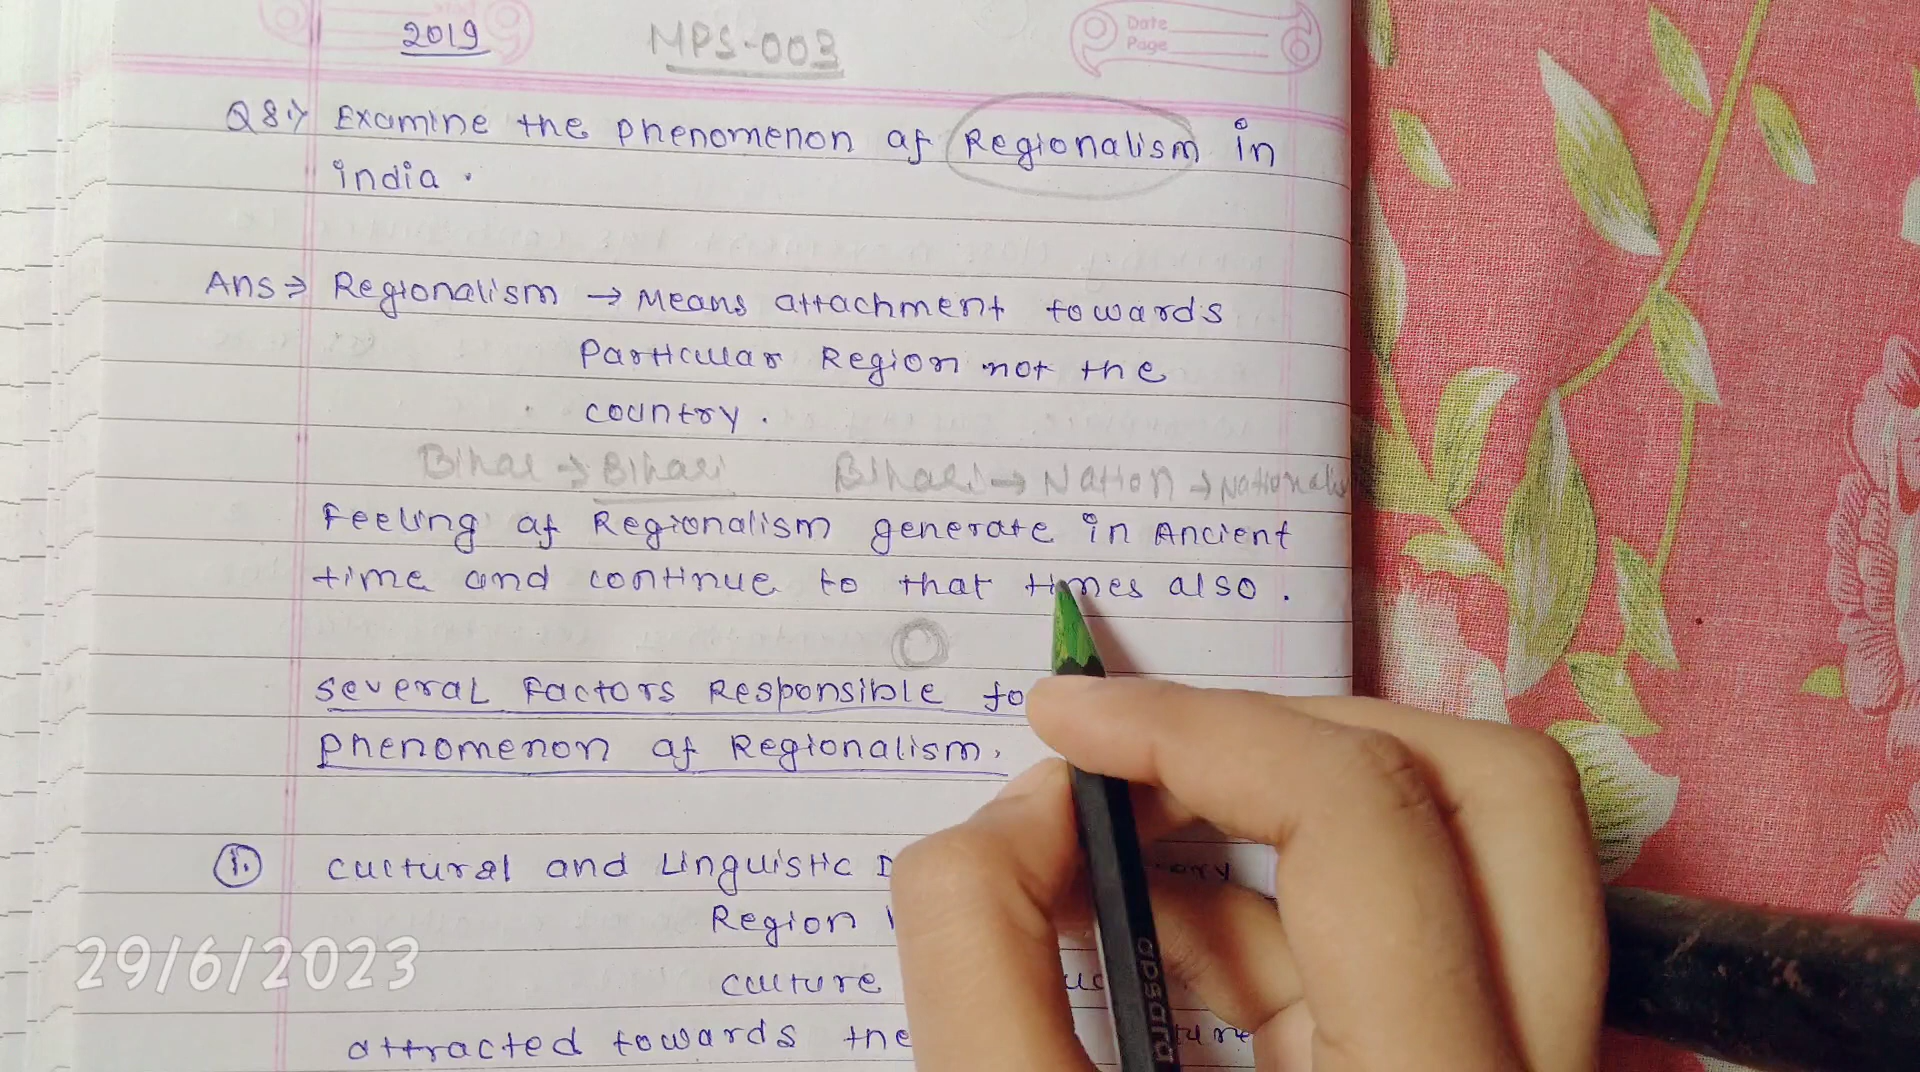 2019
MPS-003
Date
Page
Q8.) Examine the phenomenon of Regionalism in
india.
Ans → Regionalism → Means attachment towards
Particular Region not the
country.
Bihar → Bihari Bihari → Nation → Nationalis
Feeling of Regionalism generate in Ancient
time and continue to that times also.
Several Factors Responsible fo
phenomenon of Regionalism.
1. Cultural and Linguistic D
Region
culture
attracted towards the
29/6/2023
apsara